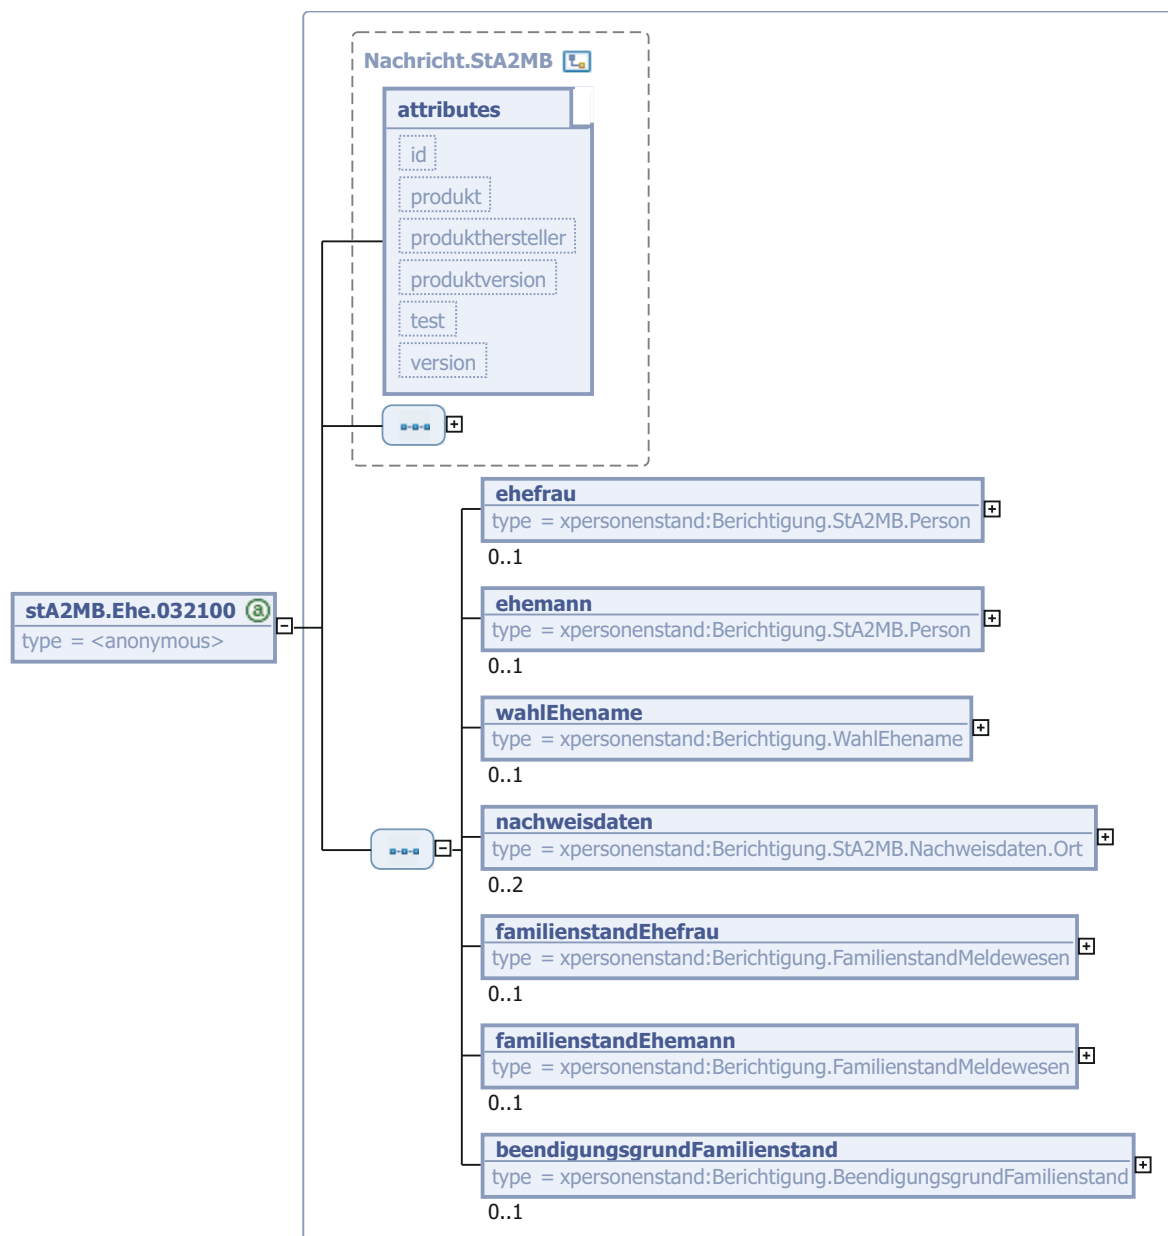 Nachricht.StA2MB
attributes
id
produkt
produkthersteller
produktversion
test
version
stA2MB.Ehe.032100 a
type = <anonymous>
ehefrau
type = xpersonenstand:Berichtigung.StA2MB.Person
0..1
ehemann
type = xpersonenstand:Berichtigung.StA2MB.Person
0..1
wahlEhename
type = xpersonenstand:Berichtigung.WahlEhename
0..1
nachweisdaten
type = xpersonenstand:Berichtigung.StA2MB.Nachweisdaten.Ort
0..2
familienstandEhefrau
type = xpersonenstand:Berichtigung.FamilienstandMeldewesen
0..1
familienstandEhemann
type = xpersonenstand:Berichtigung.FamilienstandMeldewesen
0..1
beendigungsgrundFamilienstand
type = xpersonenstand:Berichtigung.BeendigungsgrundFamilienstand
0..1